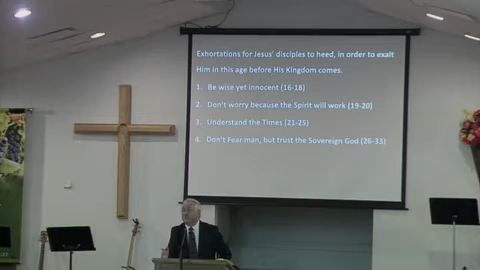 Exhortations for Jesus' disciples to heed, in order to exalt
Him in this age before His Kingdom comes.
1. Be wise yet innocent (16-18)
2. Don't worry because the Spirit will work (19-20)
3. Understand the Times (21-25)
4. Don't Fear man, but trust the Sovereign God (26-33)